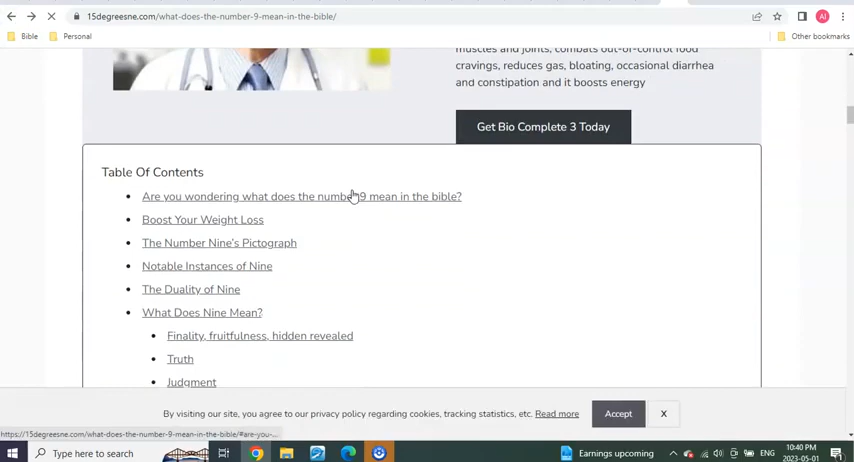 15degreesne.com/what-does-the-number-9-mean-in-the-bible/
AI
Bible
Personal
Other bookmarks
muscles and joints, combats out-of-control food
cravings, reduces gas, bloating, occasional diarrhea
and constipation and it boosts energy
Get Bio Complete 3 Today
Table Of Contents
Are you wondering what does the number 9 mean in the bible?
Boost Your Weight Loss
The Number Nine's Pictograph
Notable Instances of Nine
The Duality of Nine
What Does Nine Mean?
Finality, fruitfulness, hidden revealed
Truth
Judgment
By visiting our site, you agree to our privacy policy regarding cookies, tracking statistics, etc. Read more
Accept
X
https://15degreesne.com/what-does-the-number-9-mean-in-the-bible/#are-you-...
Type here to search
Earnings upcoming
ENG
10:40 PM
2023-05-01
1